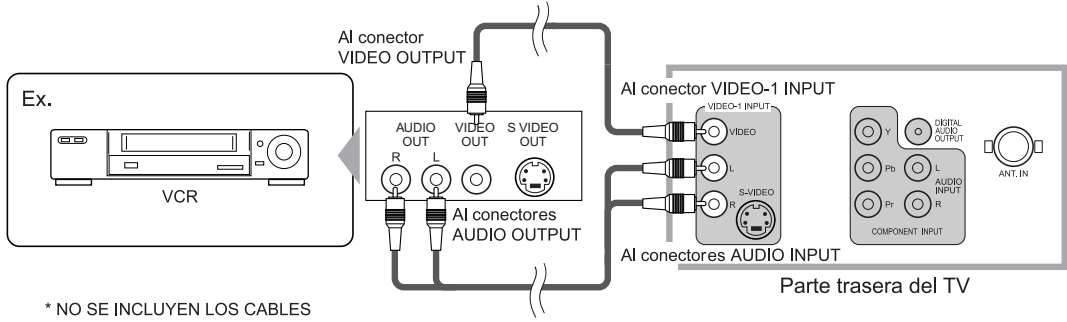 Al conector
VIDEO OUTPUT
Ex.
VCR
AUDIO
OUT
VIDEO
OUT
S VIDEO
OUT
R
L
Al conectores
AUDIO OUTPUT
Al conector VIDEO-1 INPUT
VIDEO-1 INPUT
VIDEO
L
R
S-VIDEO
Al conectores AUDIO INPUT
Y
DIGITAL
AUDIO
OUTPUT
Pb
L
AUDIO
INPUT
Pr
R
COMPONENT INPUT
ANT. IN
Parte trasera del TV
* NO SE INCLUYEN LOS CABLES